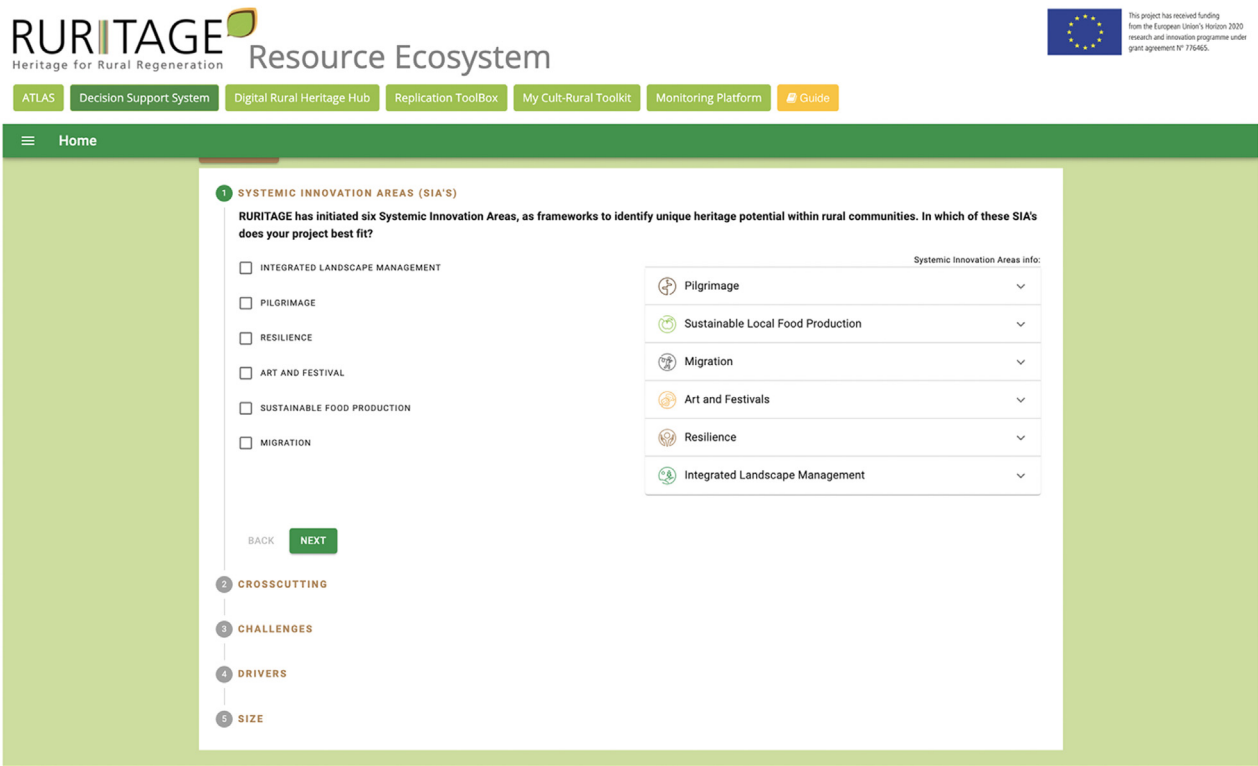 RURITAGE
Heritage for Rural Regeneration
Resource Ecosystem
This project has received funding
from the European Union's Horizon 2020
research and innovation programme under
grant agreement N° 776465.
ATLAS
Decision Support System
Digital Rural Heritage Hub
Replication ToolBox
My Cult-Rural Toolkit
Monitoring Platform
Guide
Home
1 SYSTEMIC INNOVATION AREAS (SIA'S)
RURITAGE has initiated six Systemic Innovation Areas, as frameworks to identify unique heritage potential within rural communities. In which of these SIA's
does your project best fit?
INTEGRATED LANDSCAPE MANAGEMENT
PILGRIMAGE
RESILIENCE
ART AND FESTIVAL
SUSTAINABLE FOOD PRODUCTION
MIGRATION
Systemic Innovation Areas info:
Pilgrimage
Sustainable Local Food Production
Migration
Art and Festivals
Resilience
Integrated Landscape Management
BACK
NEXT
2 CROSSCUTTING
3 CHALLENGES
4 DRIVERS
5 SIZE